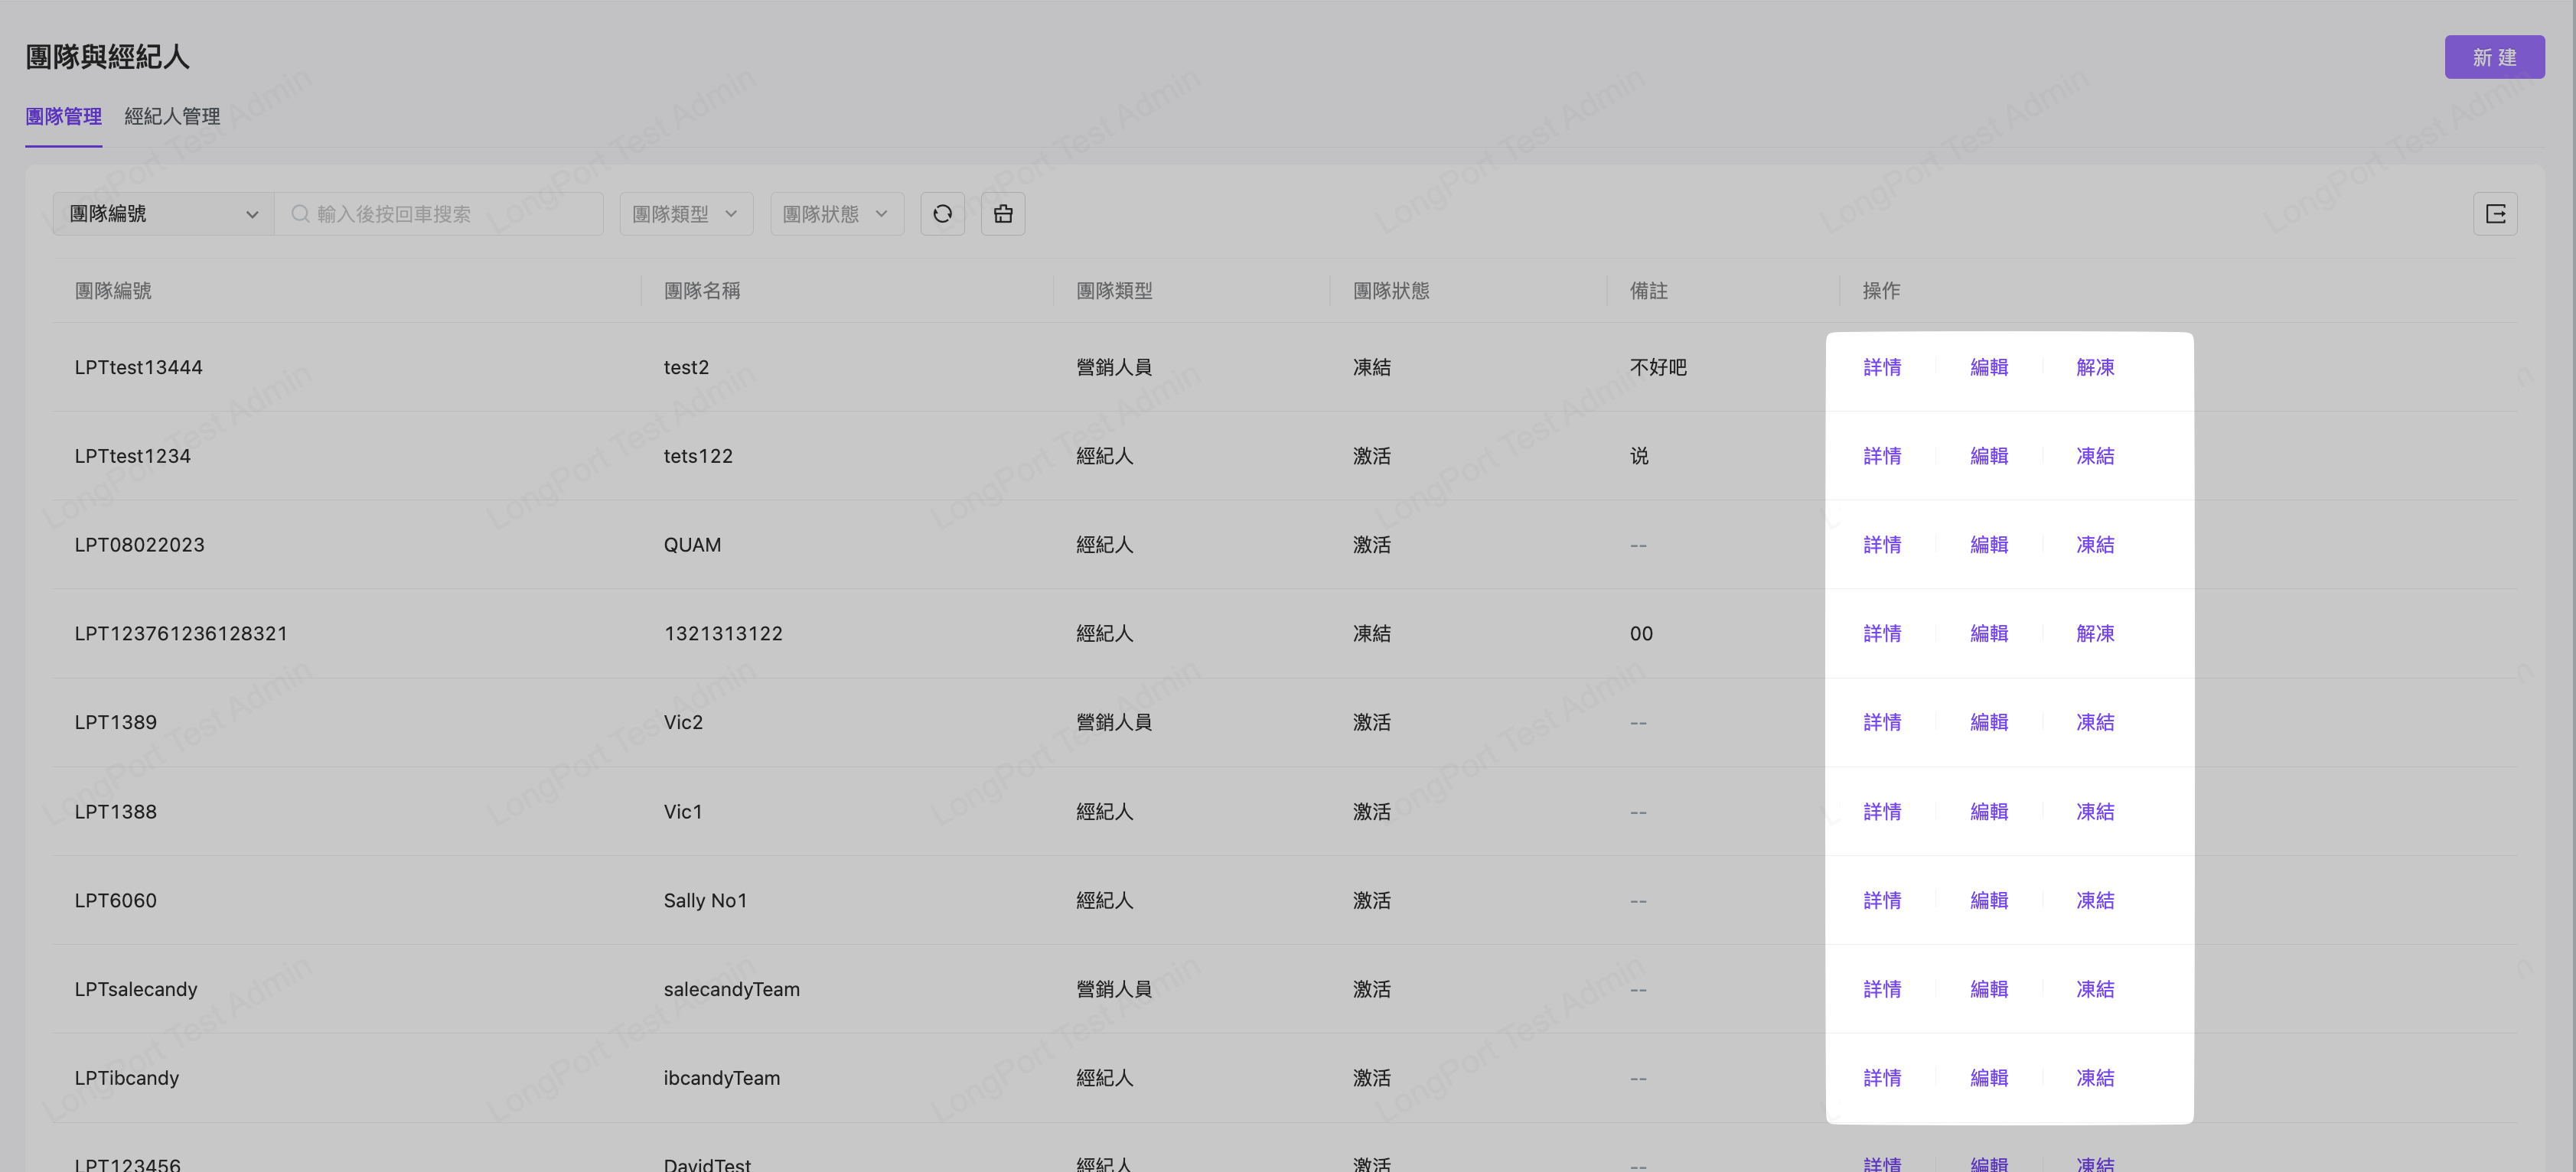 團隊與經紀人
新 建
團隊管理 經紀人管理
團隊編號 輸入後按回車搜索 團隊類型 團隊狀態
團隊編號 團隊名稱 團隊類型 團隊狀態 備註 操作
LPTtest13444 test2 營銷人員 凍結 不好吧 詳情 編輯 解凍
LPTtest1234 tets122 經紀人 激活 说 詳情 編輯 凍結
LPT08022023 QUAM 經紀人 激活 -- 詳情 編輯 凍結
LPT123761236128321 1321313122 經紀人 凍結 00 詳情 編輯 解凍
LPT1389 Vic2 營銷人員 激活 -- 詳情 編輯 凍結
LPT1388 Vic1 經紀人 激活 -- 詳情 編輯 凍結
LPT6060 Sally No1 經紀人 激活 -- 詳情 編輯 凍結
LPTsalecandy salecandyTeam 營銷人員 激活 -- 詳情 編輯 凍結
LPTibcandy ibcandyTeam 經紀人 激活 -- 詳情 編輯 凍結
LPT123456 DavidTest 經紀人 激活 -- 詳情 編輯 凍結
LongPort Test Admin